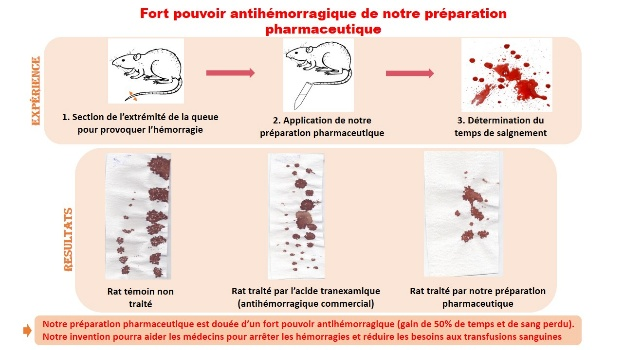 Fort pouvoir antihémorragique de notre préparation
pharmaceutique
EXPÉRIENCE
1. Section de l'extrémité de la queue
pour provoquer l'hémorragie
2. Application de notre
préparation pharmaceutique
3. Détermination du
temps de saignement
RESULTATS
Rat témoin non
traité
Rat traité par l'acide tranexamique
(antihémorragique commercial)
Rat traité par notre préparation
pharmaceutique
Notre préparation pharmaceutique est douée d'un fort pouvoir antihémorragique (gain de 50% de temps et de sang perdu).
Notre invention pourra aider les médecins pour arrêter les hémorragies et réduire les besoins aux transfusions sanguines